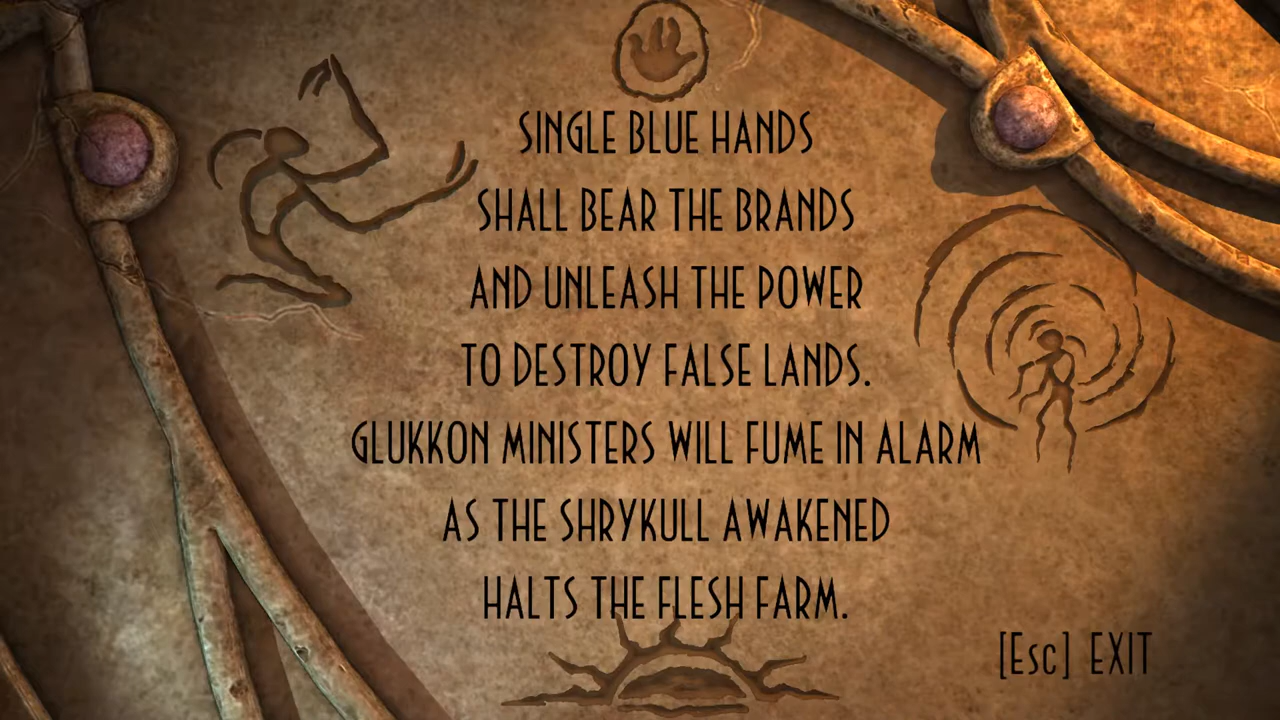 SINGLE BLUE HANDS
SHALL BEAR THE BRANDS
AND UNLEASH THE POWER
TO DESTROY FALSE LANDS.
GLUKKON MINISTERS WILL FUME IN ALARM
AS THE SHRYKULL AWAKENED
HALTS THE FLESH FARM.
[Esc] EXIT